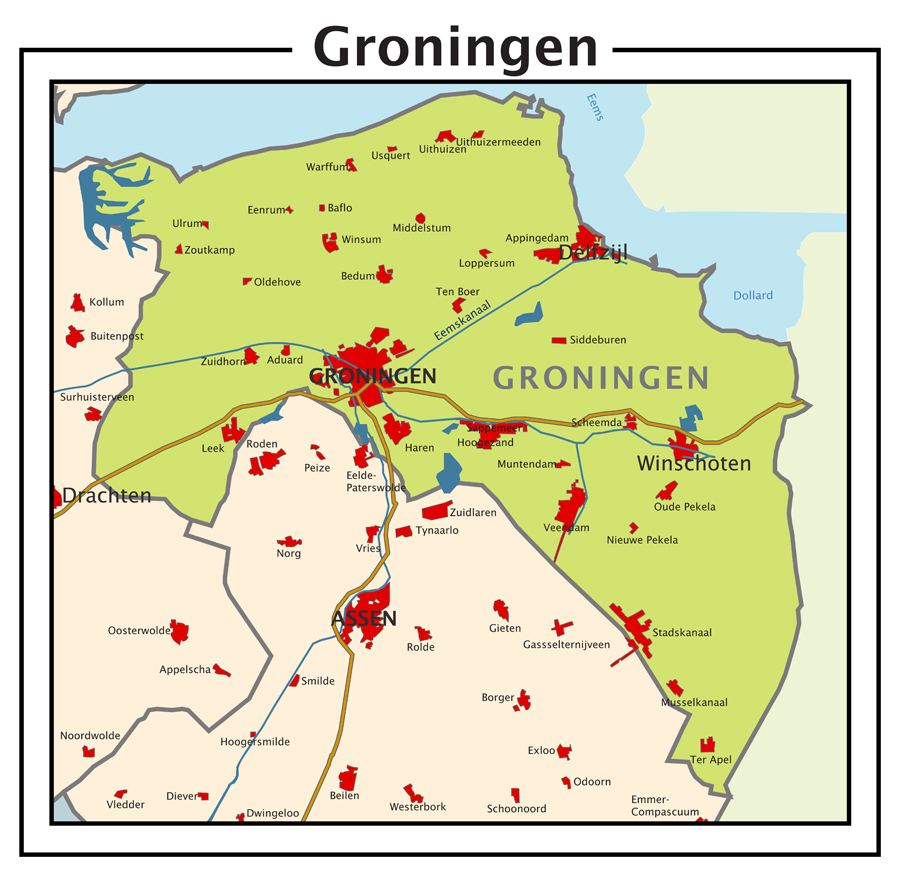 Groningen
Eems
Uithuizermeeden
Uithuizen
Usquert
Warffum
Eenrum
Baflo
Ulrum
Middelstum
Winsum
Zoutkamp
Appingedam
Delfzijl
Loppersum
Bedum
Oldehove
Ten Boer
Dollard
Kollum
Eemskanaal
Buitenpost
Siddeburen
Zuidhorn
Aduard
GRONINGEN
GRONINGEN
Surhuisterveen
Scheemda
Sappemeer
Hoogezand
Leek
Roden
Haren
Peize
Muntendam
Winschoten
Eelde-
Paterswolde
Drachten
Oude Pekela
Zuidlaren
Veendam
Tynaarlo
Nieuwe Pekela
Norg
Vries
ASSEN
Oosterwolde
Gieten
Stadskanaal
Rolde
Gassselternijveen
Appelscha
Smilde
Borger
Musselkanaal
Noordwolde
Hoogersmilde
Exloo
Ter Apel
Odoorn
Beilen
Diever
Vledder
Westerbork
Schoonoord
Emmer-
Compascuum
Dwingeloo